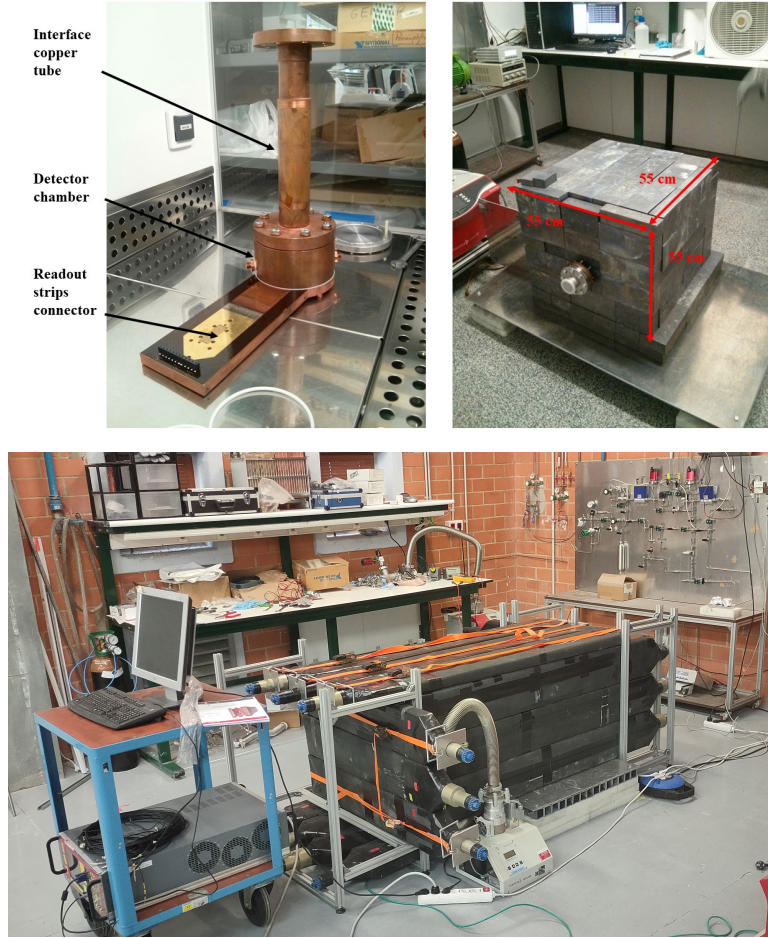 Interface
copper
tube
Detector
chamber
Readout
strips
connector
55 cm
55 cm
55 cm